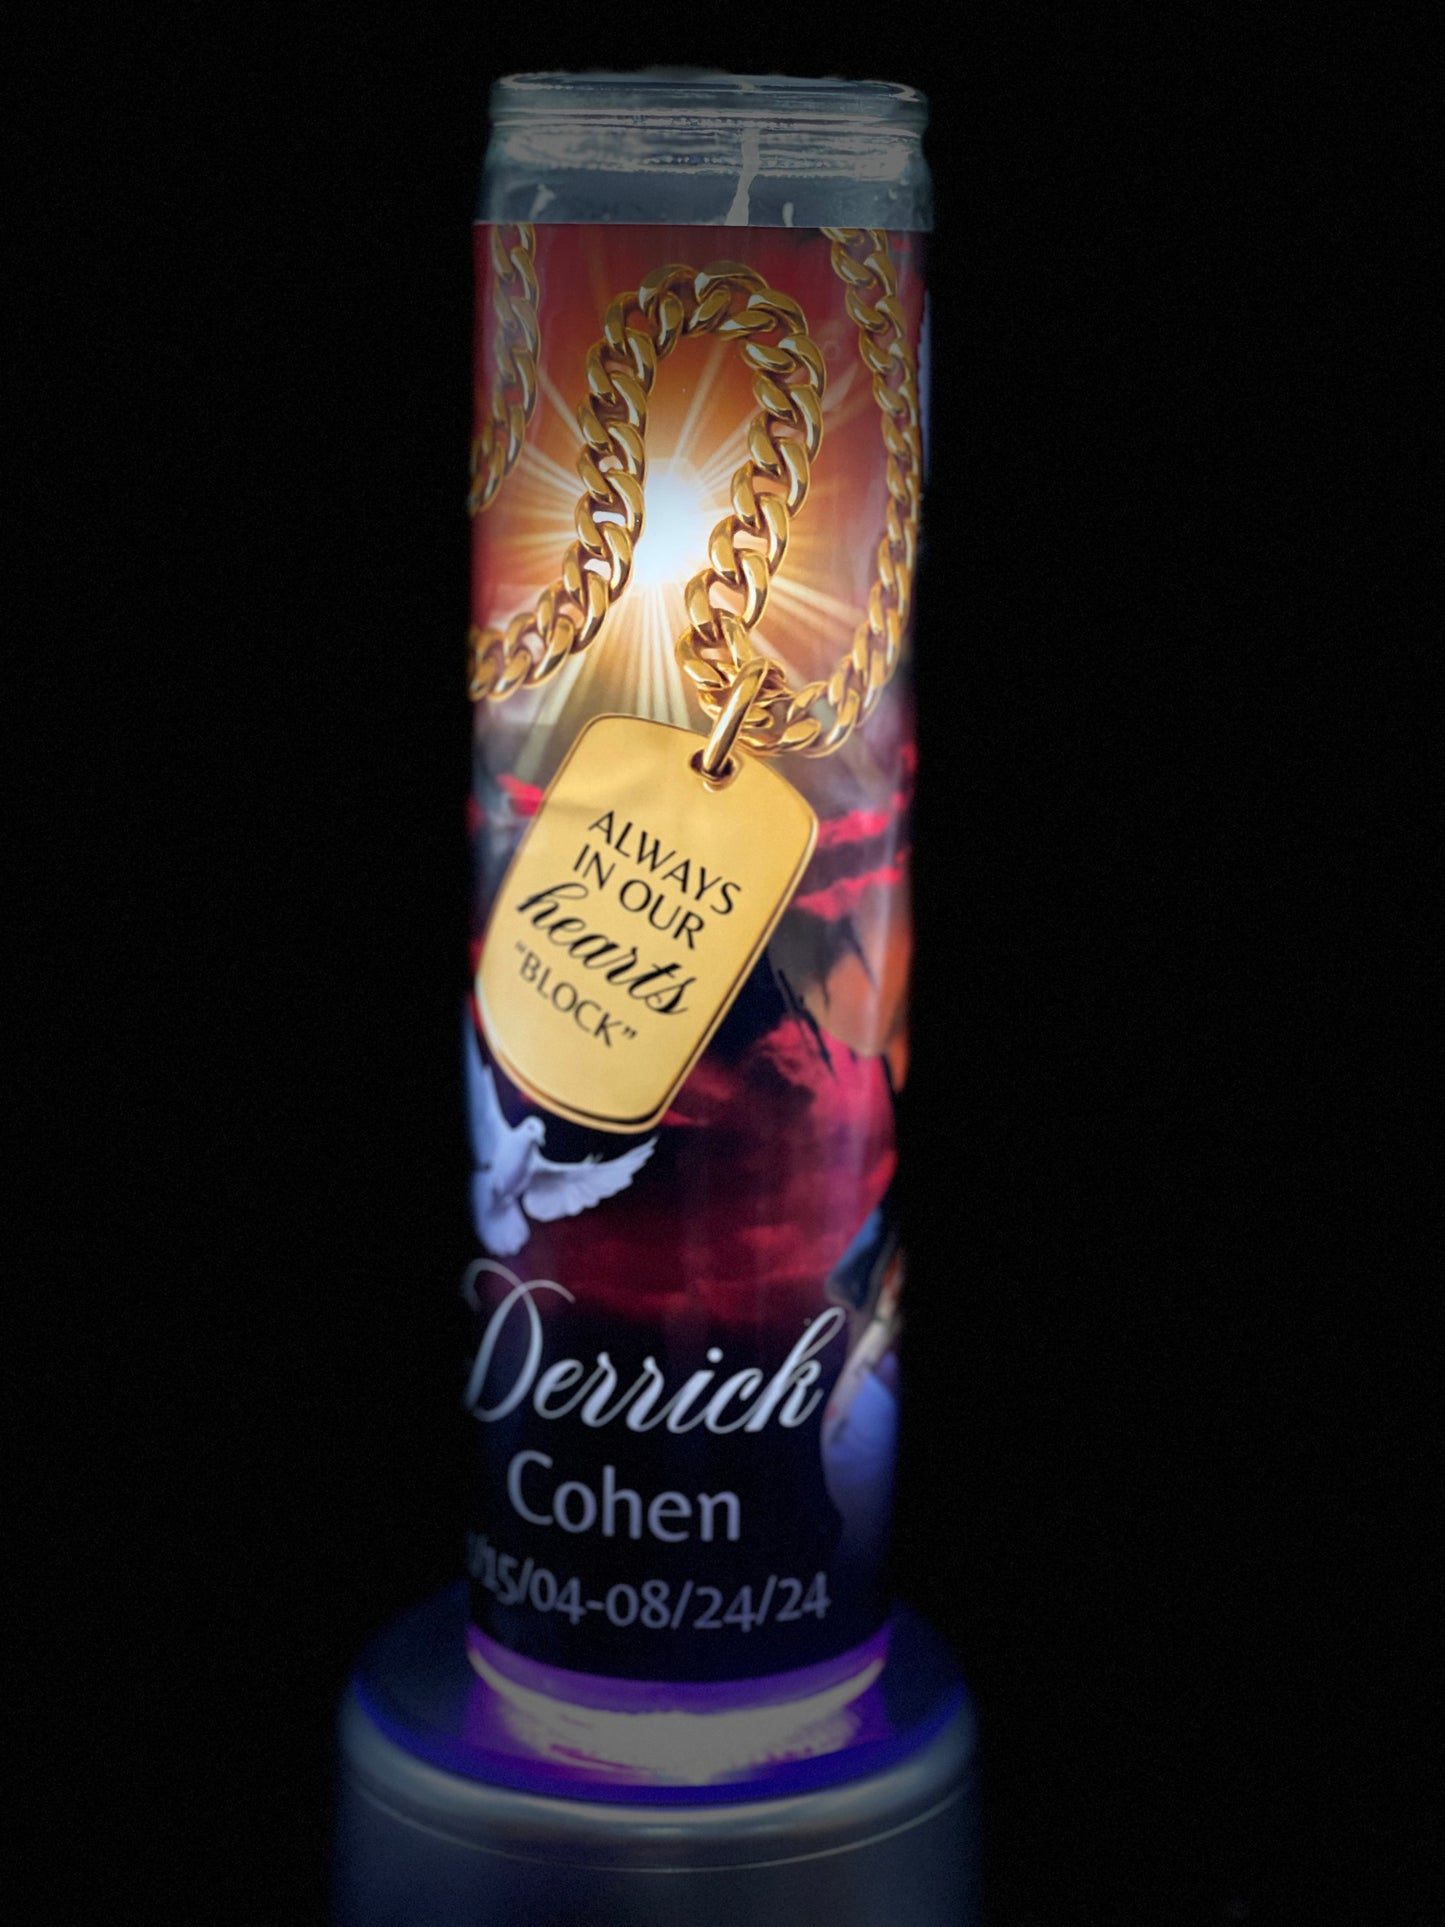 ALWAYS
IN OUR
hearts
"BLOCK"
Derrick
Cohen
/15/04-08/24/24